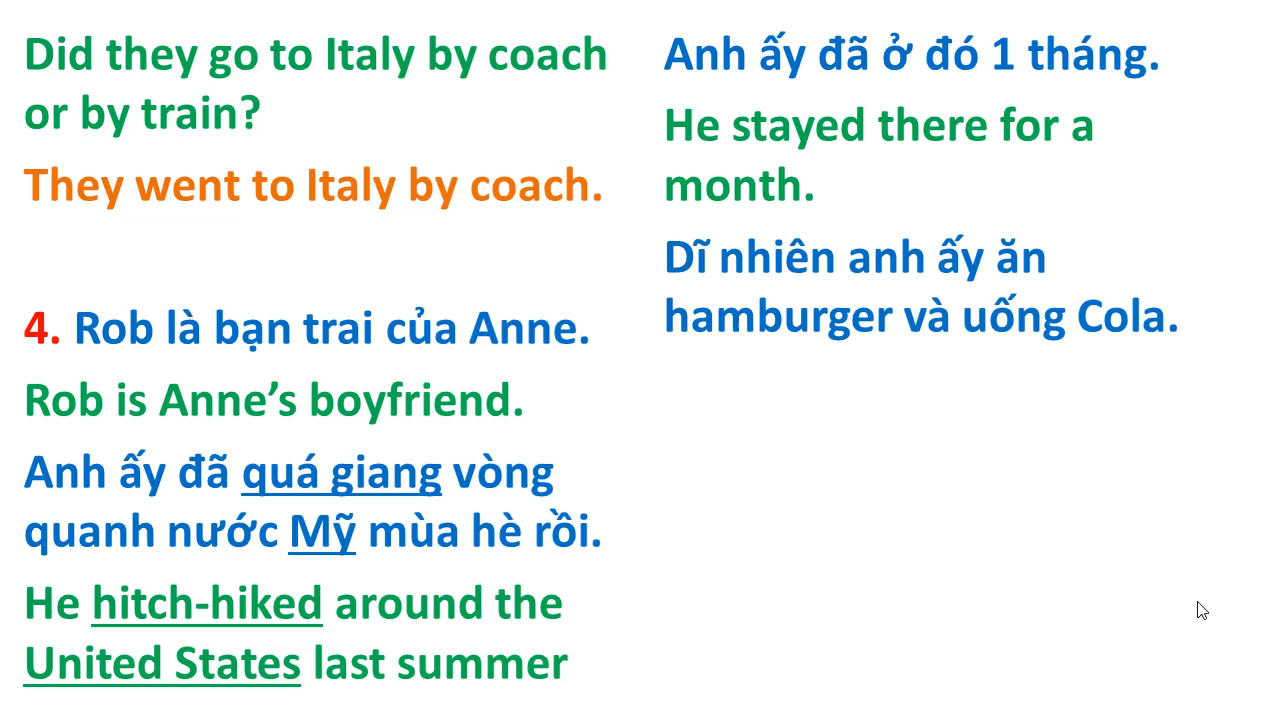 Did they go to Italy by coach
or by train?
They went to Italy by coach.
4. Rob là bạn trai của Anne.
Rob is Anne’s boyfriend.
Anh ấy đã quá giang vòng
quanh nước Mỹ mùa hè rồi.
He hitch-hiked around the
United States last summer
Anh ấy đã ở đó 1 tháng.
He stayed there for a
month.
Dĩ nhiên anh ấy ăn
hamburger và uống Cola.